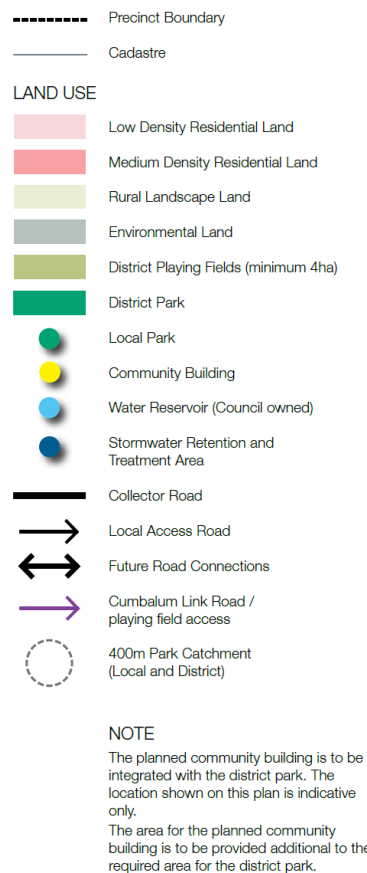 Precinct Boundary
Cadastre
LAND USE
Low Density Residential Land
Medium Density Residential Land
Rural Landscape Land
Environmental Land
District Playing Fields (minimum 4ha)
District Park
Local Park
Community Building
Water Reservoir (Council owned)
Stormwater Retention and
Treatment Area
Collector Road
Local Access Road
Future Road Connections
Cumbalum Link Road /
playing field access
400m Park Catchment
(Local and District)
NOTE
The planned community building is to be
integrated with the district park. The
location shown on this plan is indicative
only.
The area for the planned community
building is to be provided additional to the
required area for the district park.